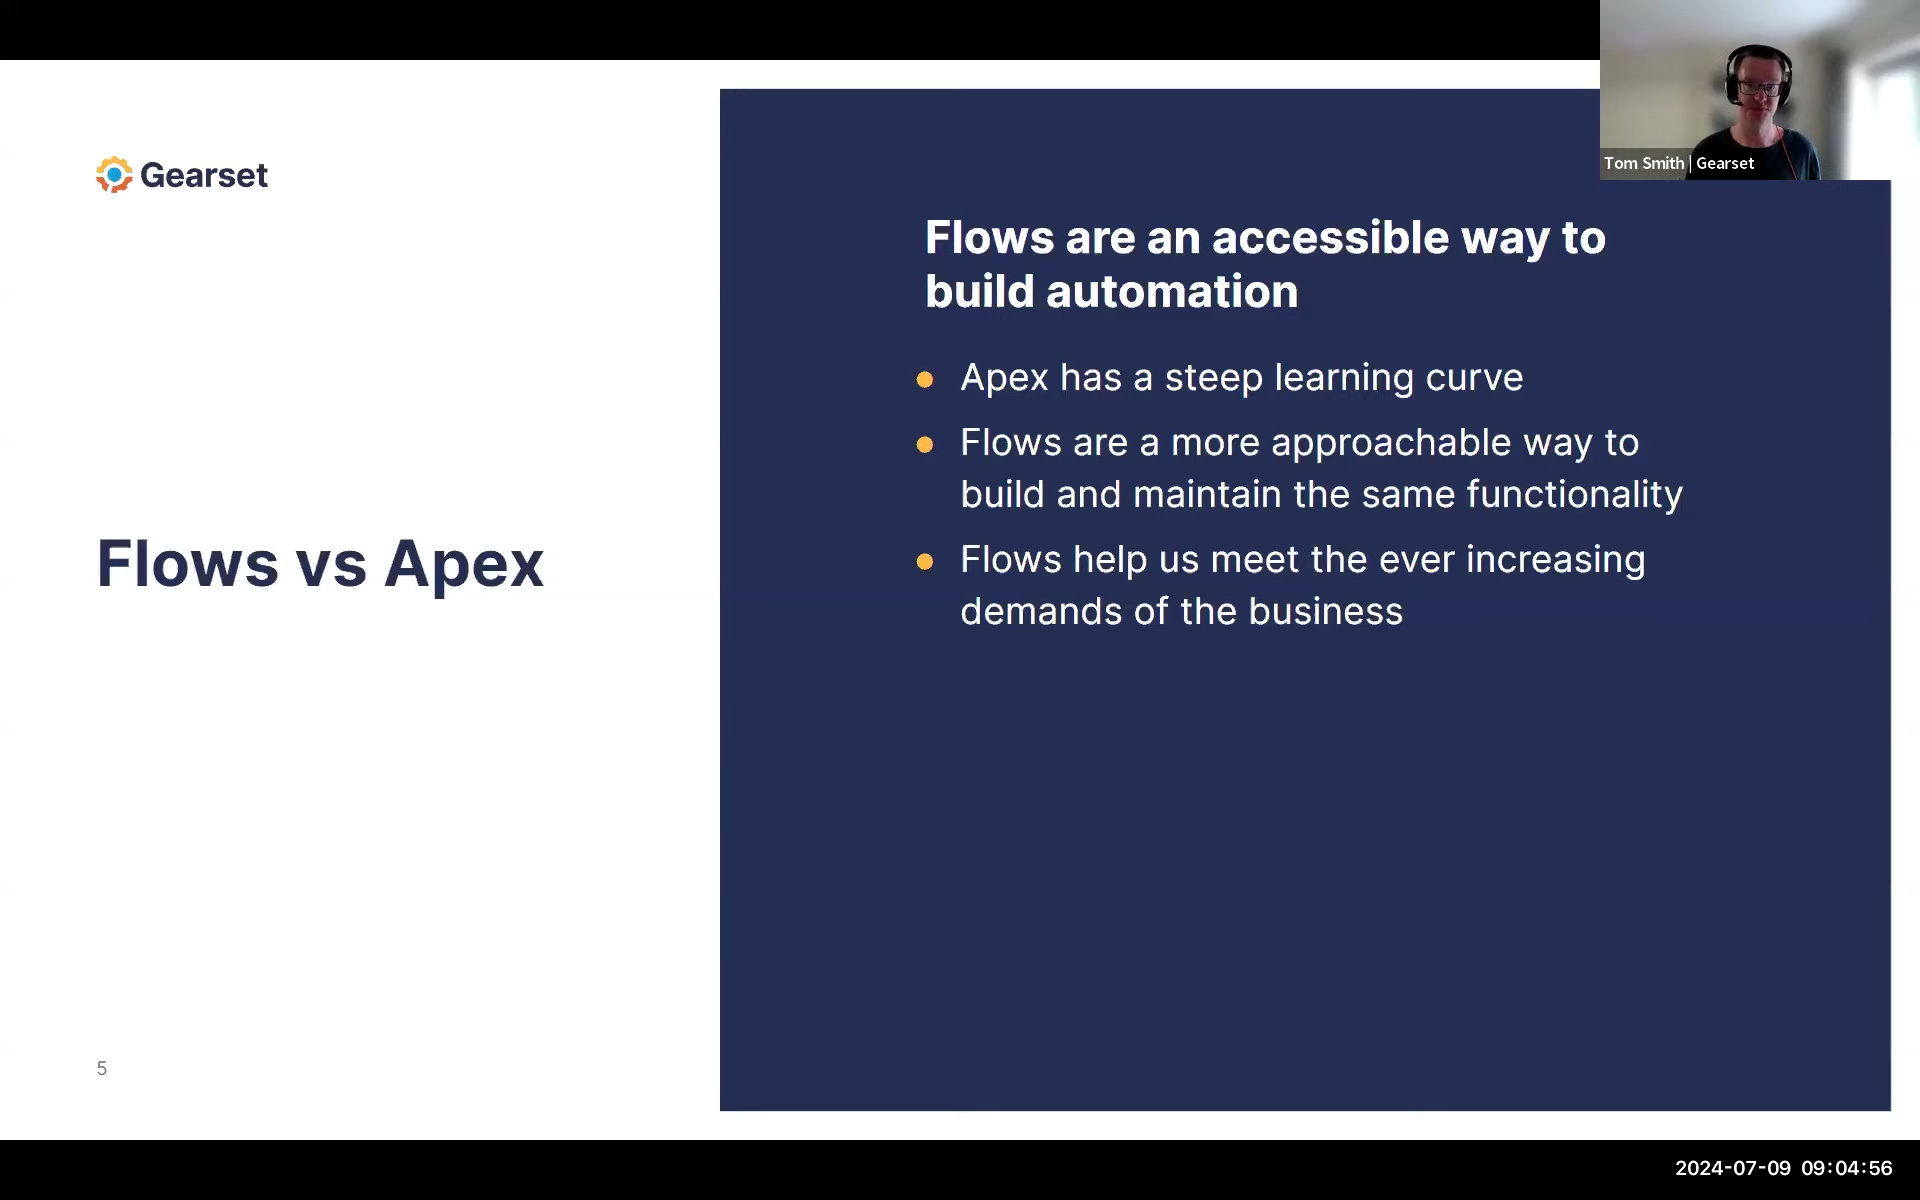 Gearset
Flows vs Apex
5
Flows are an accessible way to
build automation
● Apex has a steep learning curve
● Flows are a more approachable way to
build and maintain the same functionality
● Flows help us meet the ever increasing
demands of the business
Tom Smith | Gearset
2024-07-09 09:04:56